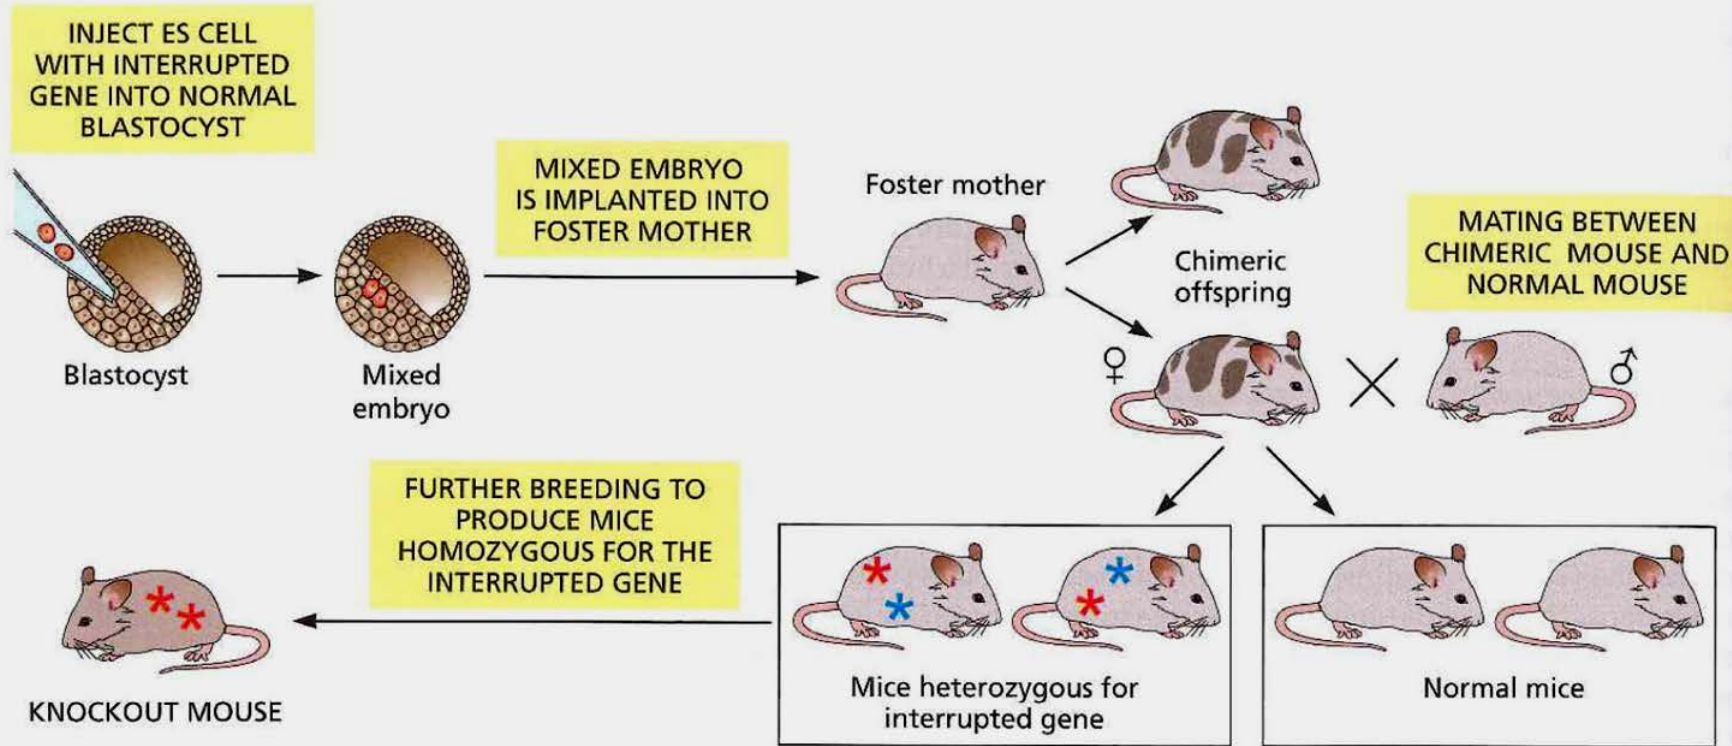 INJECT ES CELL
WITH INTERRUPTED
GENE INTO NORMAL
BLASTOCYST
Blastocyst
Mixed
embryo
MIXED EMBRYO
IS IMPLANTED INTO
FOSTER MOTHER
Foster mother
Chimeric
offspring
MATING BETWEEN
CHIMERIC MOUSE AND
NORMAL MOUSE
♀
♂
FURTHER BREEDING TO
PRODUCE MICE
HOMOZYGOUS FOR THE
INTERRUPTED GENE
Mice heterozygous for
interrupted gene
Normal mice
KNOCKOUT MOUSE